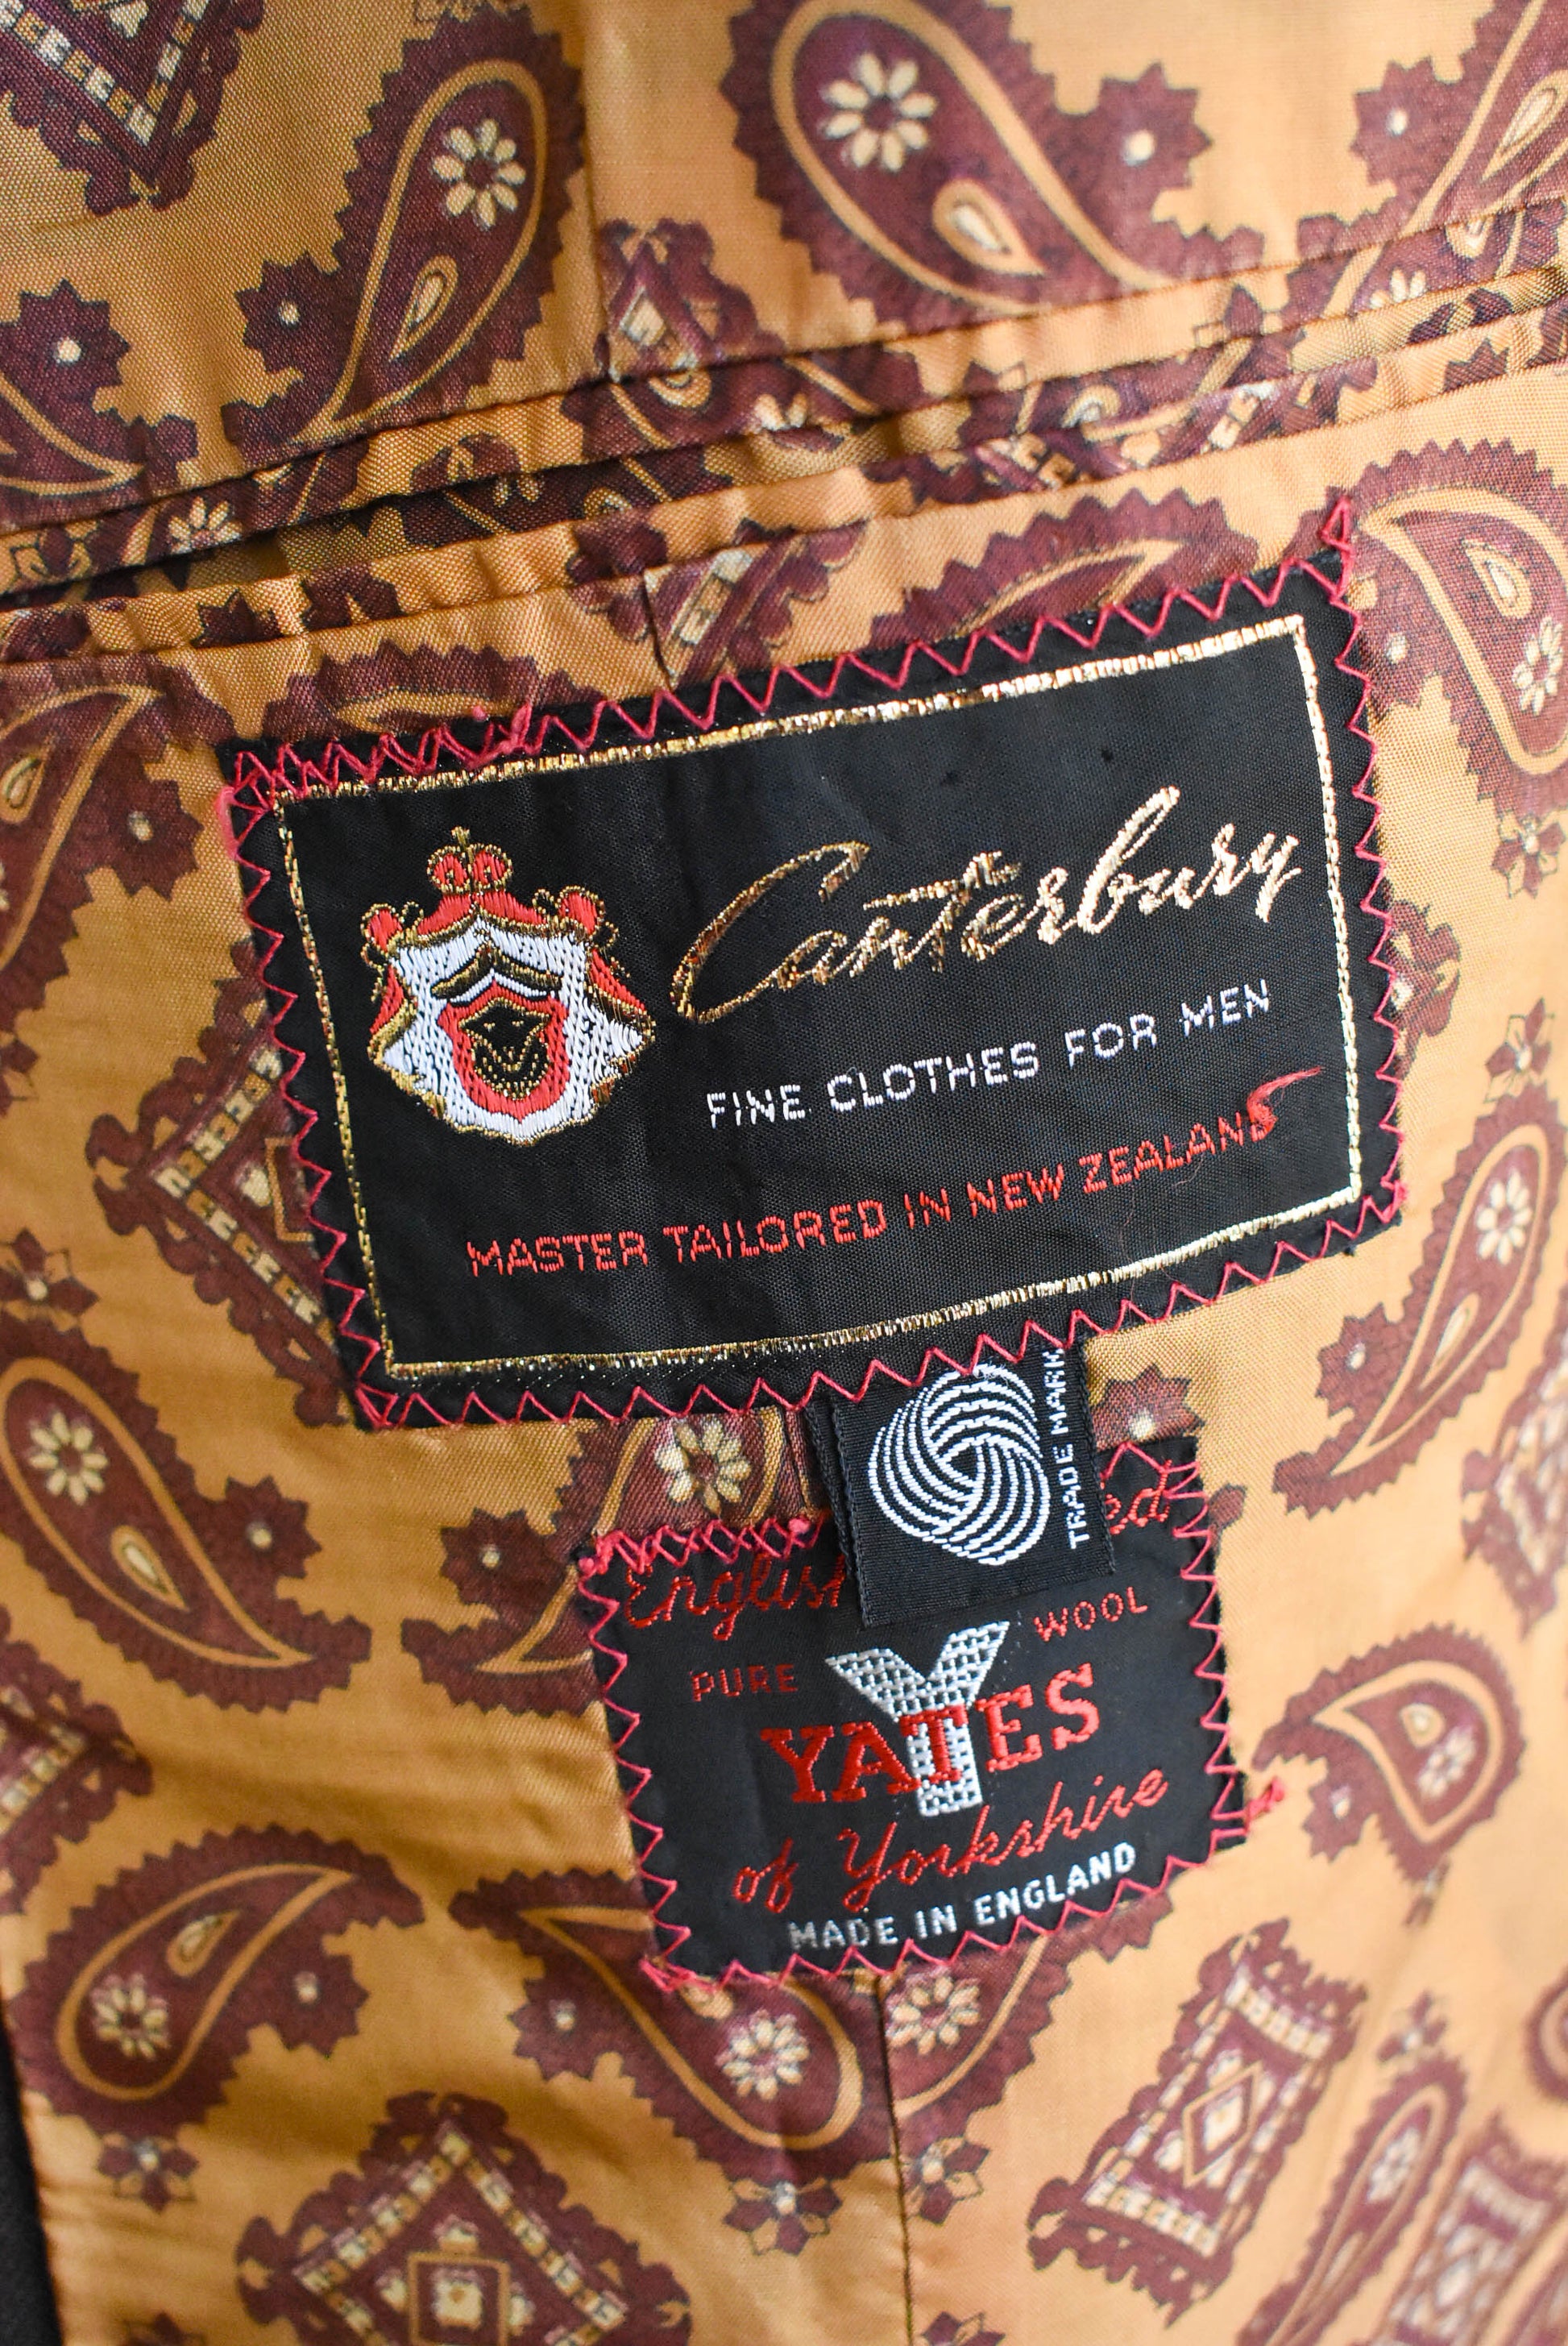 Canterbury
FINE CLOTHES FOR MEN
MASTER TAILORED IN NEW ZEALAND
TRADE MARK
PURE WOOL
YATES
of Yorkshire
MADE IN ENGLAND